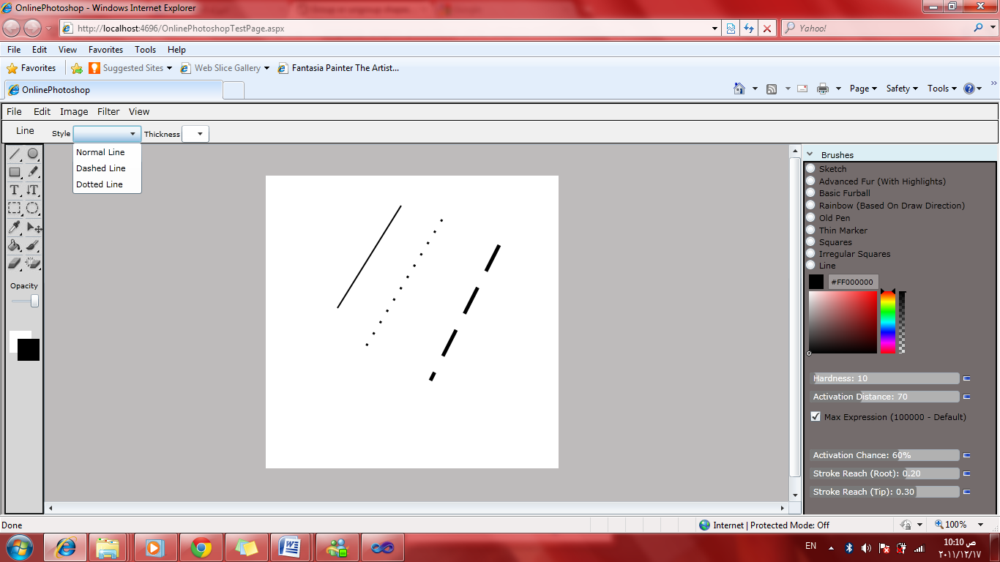 OnlinePhotoshop - Windows Internet Explorer
http://localhost:4696/OnlinePhotoshopTestPage.aspx
Yahoo!
File Edit View Favorites Tools Help
Favorites Suggested Sites Web Slice Gallery Fantasia Painter The Artist...
OnlinePhotoshop
Page Safety Tools
File Edit Image Filter View
Line Style Thickness
Normal Line
Dashed Line
Dotted Line
T T
Opacity
Brushes
Sketch
Advanced Fur (With Highlights)
Basic Furball
Rainbow (Based On Draw Direction)
Old Pen
Thin Marker
Squares
Irregular Squares
Line
#FF000000
Hardness: 10
Activation Distance: 70
Max Expression (100000 - Default)
Activation Chance: 60%
Stroke Reach (Root): 0.20
Stroke Reach (Tip): 0.30
Done
Internet | Protected Mode: Off
100%
EN
10:10 ص
٢٠١١/١٢/١٧